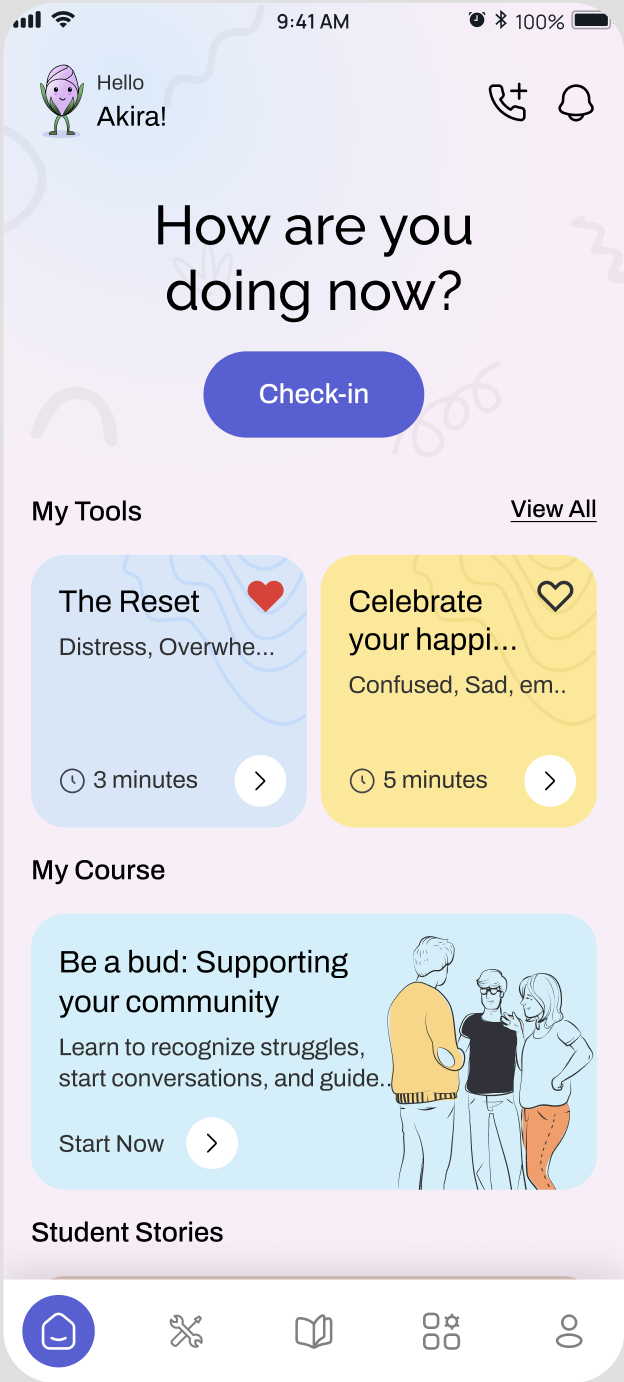 9:41 AM
100%
Hello
Akira!
How are you
doing now?
Check-in
My Tools
View All
The Reset
Distress, Overwhe...
3 minutes
Celebrate
your happi...
Confused, Sad, em..
5 minutes
My Course
Be a bud: Supporting
your community
Learn to recognize struggles,
start conversations, and guide..
Start Now
Student Stories